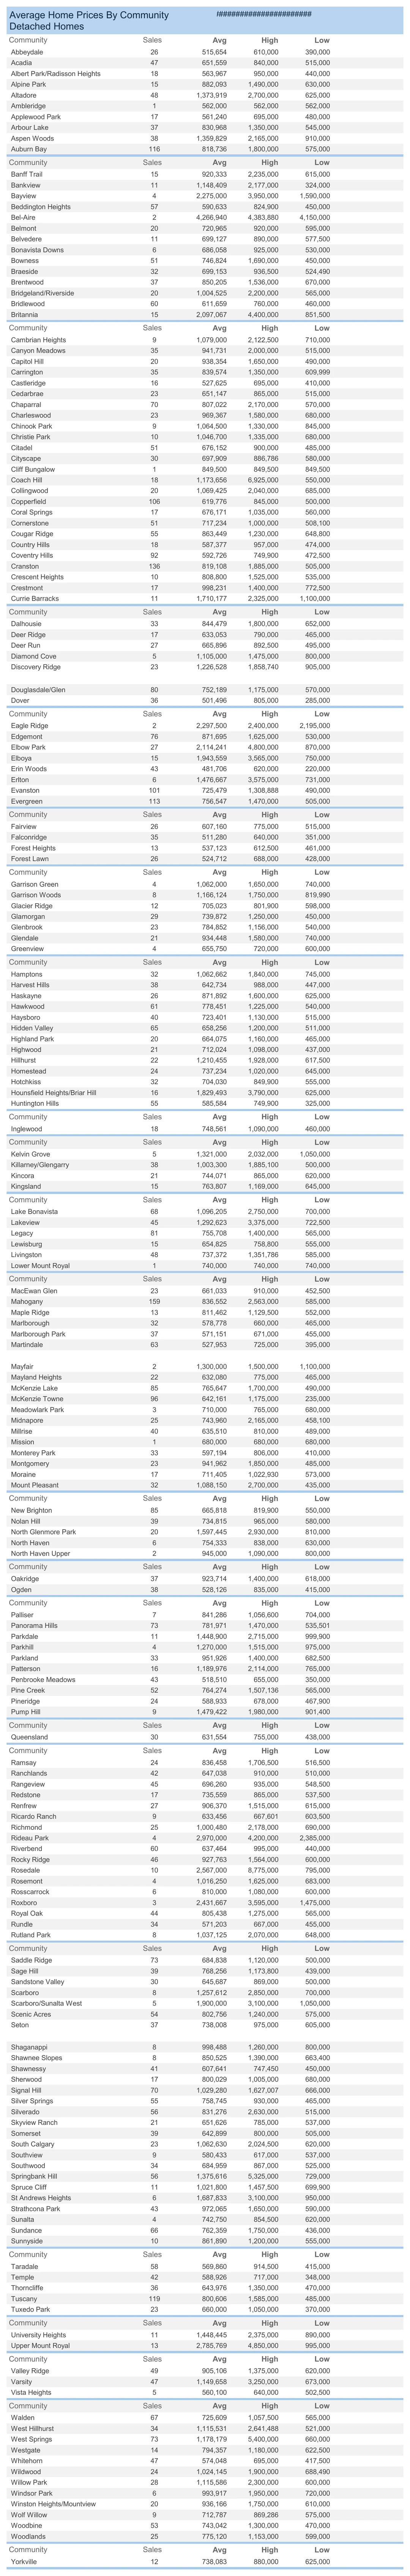 Average Home Prices By Community
Detached Homes
######################
Community Sales Avg High Low
Abbeydale 26 515,654 610,000 390,000
Acadia 47 651,559 840,000 515,000
Albert Park/Radisson Heights 18 563,967 950,000 440,000
Alpine Park 15 882,093 1,490,000 630,000
Altadore 48 1,373,919 2,700,000 625,000
Ambleridge 1 562,000 562,000 562,000
Applewood Park 17 561,240 695,000 480,000
Arbour Lake 37 830,968 1,350,000 545,000
Aspen Woods 38 1,359,829 2,165,000 910,000
Auburn Bay 116 818,736 1,800,000 575,000
Community Sales Avg High Low
Banff Trail 15 920,333 2,235,000 615,000
Bankview 11 1,148,409 2,177,000 324,000
Bayview 4 2,275,000 3,950,000 1,590,000
Beddington Heights 57 590,633 824,900 450,000
Bel-Aire 2 4,266,940 4,383,880 4,150,000
Belmont 20 720,965 920,000 595,000
Belvedere 11 699,127 890,000 577,500
Bonavista Downs 6 686,058 925,000 530,000
Bowness 51 746,824 1,690,000 450,000
Braeside 32 699,153 936,500 524,490
Brentwood 37 850,205 1,536,000 670,000
Bridgeland/Riverside 20 1,004,525 2,200,000 565,000
Bridlewood 60 611,659 760,000 460,000
Britannia 15 2,097,067 4,400,000 851,500
Community Sales Avg High Low
Cambrian Heights 9 1,079,000 2,122,500 710,000
Canyon Meadows 35 941,731 2,000,000 515,000
Capitol Hill 20 938,354 1,650,000 490,000
Carrington 35 839,574 1,350,000 609,999
Castleridge 16 527,625 695,000 410,000
Cedarbrae 23 651,147 865,000 515,000
Chaparral 70 807,022 2,170,000 570,000
Charleswood 23 969,367 1,580,000 680,000
Chinook Park 9 1,064,500 1,330,000 845,000
Christie Park 10 1,046,700 1,335,000 680,000
Citadel 51 676,152 900,000 485,000
Cityscape 30 697,909 886,786 580,000
Cliff Bungalow 1 849,500 849,500 849,500
Coach Hill 18 1,173,656 6,925,000 550,000
Collingwood 20 1,069,425 2,040,000 685,000
Copperfield 106 619,776 845,000 500,000
Coral Springs 17 676,171 1,035,000 560,000
Cornerstone 51 717,234 1,000,000 508,100
Cougar Ridge 55 863,449 1,230,000 648,800
Country Hills 18 587,377 957,000 474,000
Coventry Hills 92 592,726 749,900 472,500
Cranston 136 819,108 1,885,000 505,000
Crescent Heights 10 808,800 1,525,000 535,000
Crestmont 17 998,231 1,400,000 772,500
Currie Barracks 11 1,710,177 2,325,000 1,100,000
Community Sales Avg High Low
Dalhousie 33 844,479 1,800,000 652,000
Deer Ridge 17 633,053 790,000 465,000
Deer Run 27 665,896 892,500 495,000
Diamond Cove 5 1,105,000 1,475,000 800,000
Discovery Ridge 23 1,226,528 1,858,740 905,000
Douglasdale/Glen 80 752,189 1,175,000 570,000
Dover 36 501,496 805,000 285,000
Community Sales Avg High Low
Eagle Ridge 2 2,297,500 2,400,000 2,195,000
Edgemont 76 871,695 1,625,000 530,000
Elbow Park 27 2,114,241 4,800,000 870,000
Elboya 15 1,943,559 3,565,000 750,000
Erin Woods 43 481,706 620,000 220,000
Erlton 6 1,476,667 3,575,000 731,000
Evanston 101 725,479 1,308,888 490,000
Evergreen 113 756,547 1,470,000 505,000
Community Sales Avg High Low
Fairview 26 607,160 775,000 515,000
Falconridge 35 511,280 640,000 351,000
Forest Heights 13 537,123 612,500 461,000
Forest Lawn 26 524,712 688,000 428,000
Community Sales Avg High Low
Garrison Green 4 1,062,000 1,650,000 740,000
Garrison Woods 8 1,166,124 1,750,000 819,990
Glacier Ridge 12 705,023 801,900 598,000
Glamorgan 29 739,872 1,250,000 450,000
Glenbrook 23 784,852 1,156,000 540,000
Glendale 21 934,448 1,580,000 740,000
Greenview 4 655,750 720,000 600,000
Community Sales Avg High Low
Hamptons 32 1,062,662 1,840,000 745,000
Harvest Hills 38 642,734 988,000 447,000
Haskayne 26 871,892 1,600,000 625,000
Hawkwood 61 778,451 1,225,000 540,000
Haysboro 40 723,401 1,130,000 515,000
Hidden Valley 65 658,256 1,200,000 511,000
Highland Park 20 664,075 1,160,000 465,000
Highwood 21 712,024 1,098,000 437,000
Hillhurst 22 1,210,455 1,928,000 617,500
Homestead 24 737,234 1,020,000 645,000
Hotchkiss 32 704,030 849,900 555,000
Hounsfield Heights/Briar Hill 16 1,829,493 3,790,000 625,000
Huntington Hills 55 585,584 749,900 325,000
Community Sales Avg High Low
Inglewood 18 748,561 1,090,000 460,000
Community Sales Avg High Low
Kelvin Grove 5 1,321,000 2,032,000 1,050,000
Killarney/Glengarry 38 1,003,300 1,885,100 500,000
Kincora 21 744,071 865,000 620,000
Kingsland 15 763,807 1,169,000 645,000
Community Sales Avg High Low
Lake Bonavista 68 1,096,205 2,750,000 700,000
Lakeview 45 1,292,623 3,375,000 722,500
Legacy 81 755,708 1,400,000 565,000
Lewisburg 15 654,825 758,800 555,000
Livingston 48 737,372 1,351,786 585,000
Lower Mount Royal 1 740,000 740,000 740,000
Community Sales Avg High Low
MacEwan Glen 23 661,033 910,000 452,500
Mahogany 159 836,552 2,563,000 585,000
Maple Ridge 13 811,462 1,129,500 552,000
Marlborough 32 578,778 660,000 465,000
Marlborough Park 37 571,151 671,000 455,000
Martindale 63 527,953 725,000 395,000
Mayfair 2 1,300,000 1,500,000 1,100,000
Mayland Heights 22 632,080 775,000 465,000
McKenzie Lake 85 765,647 1,700,000 490,000
McKenzie Towne 96 642,161 1,175,000 235,000
Meadowlark Park 3 710,000 765,000 680,000
Midnapore 25 743,960 2,165,000 458,100
Millrise 40 635,510 810,000 489,000
Mission 1 680,000 680,000 680,000
Monterey Park 33 597,194 806,000 410,000
Montgomery 23 941,962 1,850,000 485,000
Moraine 17 711,405 1,022,930 573,000
Mount Pleasant 32 1,088,150 2,700,000 435,000
Community Sales Avg High Low
New Brighton 85 665,818 819,900 550,000
Nolan Hill 39 734,815 965,000 580,000
North Glenmore Park 20 1,597,445 2,930,000 810,000
North Haven 6 754,333 838,000 630,000
North Haven Upper 2 945,000 1,090,000 800,000
Community Sales Avg High Low
Oakridge 37 923,714 1,400,000 618,000
Ogden 38 528,126 835,000 415,000
Community Sales Avg High Low
Palliser 7 841,286 1,056,600 704,000
Panorama Hills 73 781,971 1,470,000 535,501
Parkdale 11 1,448,900 2,715,000 999,900
Parkhill 4 1,270,000 1,515,000 975,000
Parkland 33 951,926 1,400,000 682,500
Patterson 16 1,189,976 2,114,000 765,000
Penbrooke Meadows 43 518,510 655,000 350,000
Pine Creek 52 764,274 1,507,136 565,000
Pineridge 24 588,933 678,000 467,900
Pump Hill 9 1,479,422 1,980,000 901,400
Community Sales Avg High Low
Queensland 30 631,554 755,000 438,000
Community Sales Avg High Low
Ramsay 24 836,458 1,706,500 516,500
Ranchlands 42 647,038 910,000 510,000
Rangeview 45 696,260 935,000 548,500
Redstone 17 735,559 865,000 537,500
Renfrew 27 906,370 1,515,000 615,000
Ricardo Ranch 9 633,456 667,601 603,500
Richmond 25 1,000,480 2,178,000 690,000
Rideau Park 4 2,970,000 4,200,000 2,385,000
Riverbend 60 637,464 995,000 440,000
Rocky Ridge 46 927,763 1,564,000 600,000
Rosedale 10 2,567,000 8,775,000 795,000
Rosemont 4 1,016,250 1,625,000 683,000
Rosscarrock 6 810,000 1,080,000 600,000
Roxboro 3 2,431,667 3,595,000 1,475,000
Royal Oak 44 805,438 1,275,000 565,000
Rundle 34 571,203 667,000 455,000
Rutland Park 8 1,037,125 2,070,000 648,000
Community Sales Avg High Low
Saddle Ridge 73 684,838 1,120,000 500,000
Sage Hill 39 768,256 1,173,800 439,000
Sandstone Valley 30 645,687 869,000 500,000
Scarboro 8 1,257,612 2,850,000 700,000
Scarboro/Sunalta West 5 1,900,000 3,100,000 1,050,000
Scenic Acres 54 802,756 1,240,000 575,000
Seton 37 738,008 975,000 605,000
Shaganappi 8 998,488 1,260,000 800,000
Shawnee Slopes 8 850,525 1,390,000 663,400
Shawnessy 41 607,641 747,450 450,000
Sherwood 17 800,029 1,005,000 680,000
Signal Hill 70 1,029,280 1,627,007 666,000
Silver Springs 55 758,745 930,000 465,000
Silverado 56 831,276 2,630,000 515,000
Skyview Ranch 21 651,626 785,000 537,000
Somerset 39 642,899 800,000 505,000
South Calgary 23 1,062,630 2,024,500 620,000
Southview 9 580,433 617,000 537,000
Southwood 34 684,959 867,000 525,000
Springbank Hill 56 1,375,616 5,325,000 729,000
Spruce Cliff 11 1,021,800 1,457,500 699,900
St Andrews Heights 6 1,687,833 3,100,000 950,000
Strathcona Park 43 972,065 1,650,000 590,000
Sunalta 4 742,750 854,500 620,000
Sundance 66 762,359 1,750,000 436,000
Sunnyside 10 861,890 1,200,000 555,000
Community Sales Avg High Low
Taradale 58 569,860 914,500 415,000
Temple 42 588,926 717,000 348,000
Thorncliffe 36 643,976 1,350,000 470,000
Tuscany 119 800,606 1,585,000 485,000
Tuxedo Park 23 660,000 1,050,000 370,000
Community Sales Avg High Low
University Heights 11 1,448,445 2,375,000 890,000
Upper Mount Royal 13 2,785,769 4,850,000 995,000
Community Sales Avg High Low
Valley Ridge 49 905,106 1,375,000 620,000
Varsity 47 1,149,658 3,250,000 673,000
Vista Heights 5 560,100 640,000 502,500
Community Sales Avg High Low
Walden 67 725,609 1,057,500 565,000
West Hillhurst 34 1,115,531 2,641,488 521,000
West Springs 73 1,178,179 5,400,000 660,000
Westgate 14 794,357 1,180,000 622,500
Whitehorn 47 574,048 695,000 417,500
Wildwood 24 1,024,145 1,900,000 688,490
Willow Park 28 1,115,586 2,300,000 600,000
Windsor Park 6 993,917 1,950,000 720,000
Winston Heights/Mountview 20 936,166 1,750,000 610,000
Wolf Willow 9 712,787 869,286 575,000
Woodbine 53 743,042 1,300,000 470,000
Woodlands 25 775,120 1,153,000 599,000
Community Sales Avg High Low
Yorkville 12 738,083 880,000 625,000